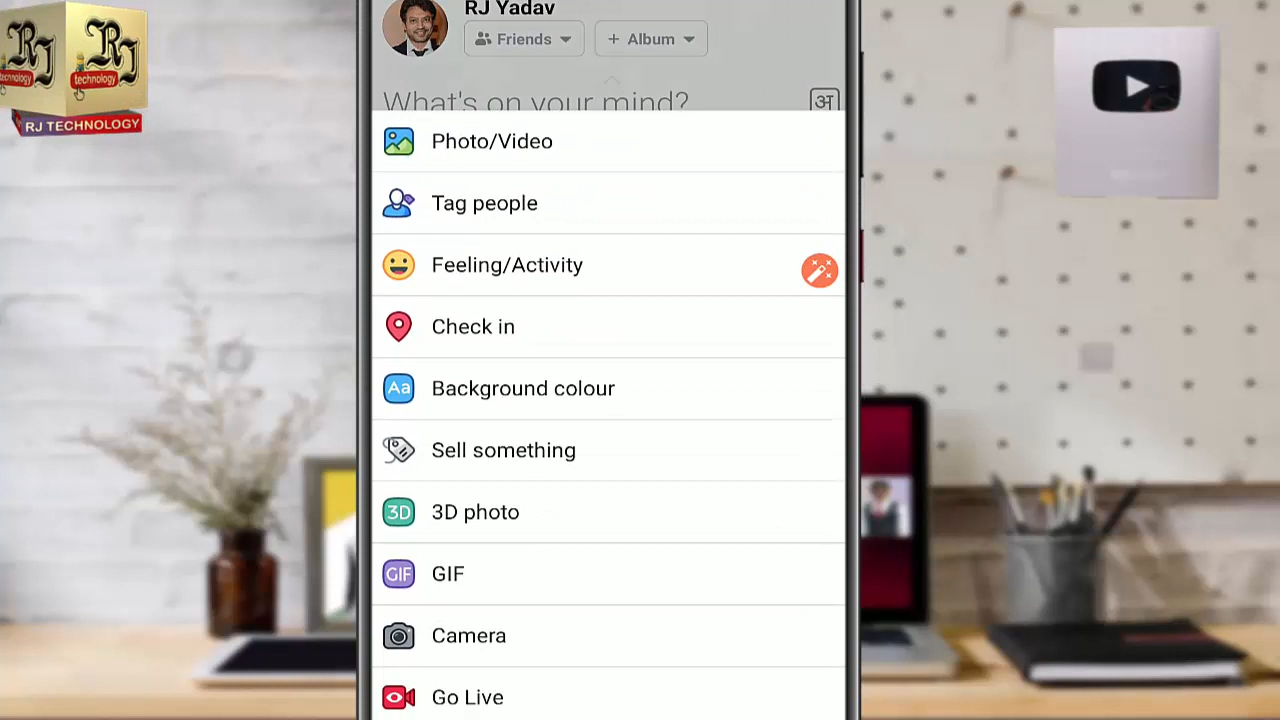 RJ
RJ
technology
technology
RJ TECHNOLOGY
RJ Yadav
Friends
+ Album
What's on your mind?
अ
Photo/Video
Tag people
Feeling/Activity
Check in
Aa
Background colour
Sell something
3D
3D photo
GIF
GIF
Camera
Go Live